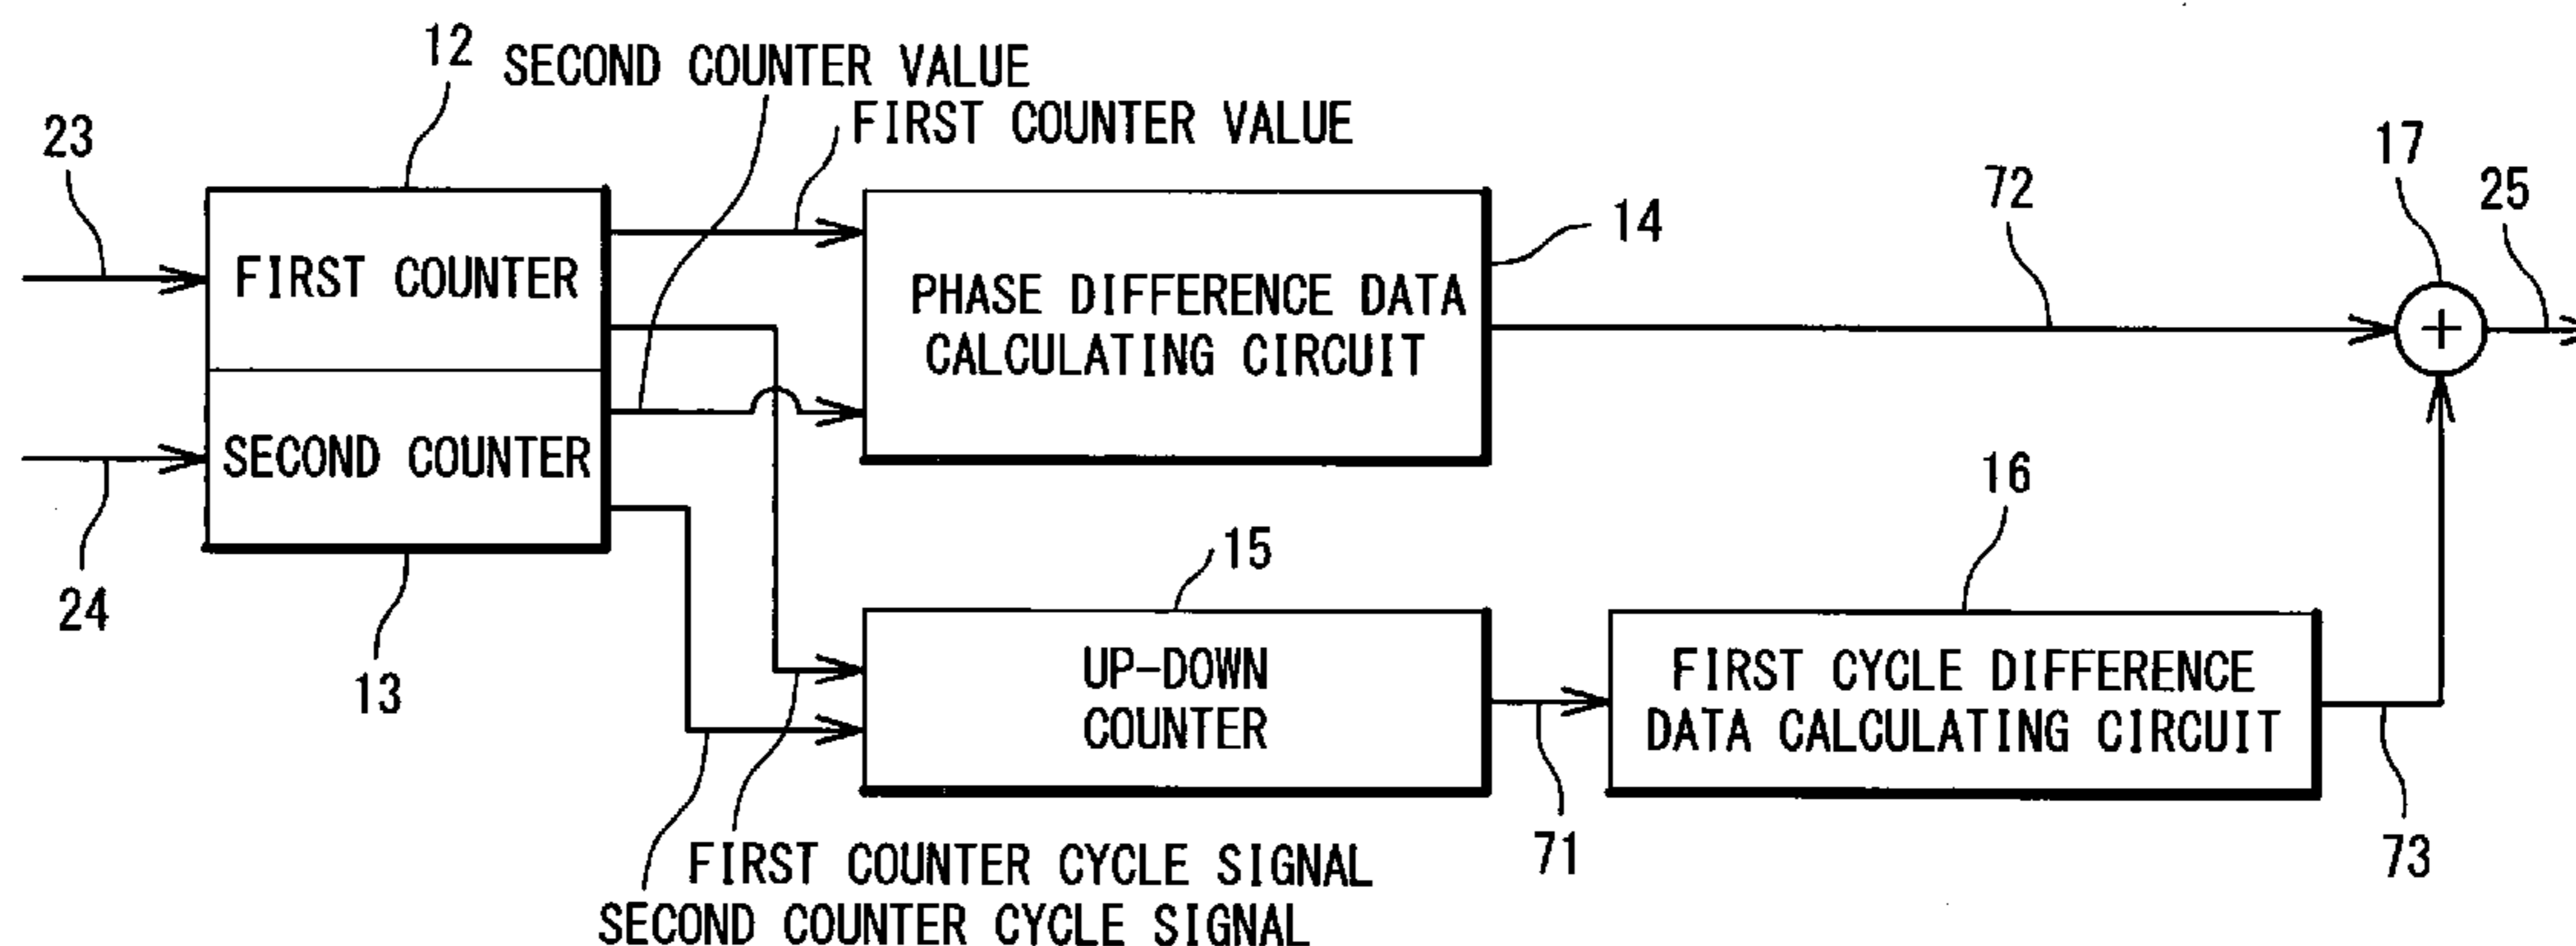 12
SECOND COUNTER VALUE
FIRST COUNTER VALUE
23
17
72
25
14
FIRST COUNTER
PHASE DIFFERENCE DATA
CALCULATING CIRCUIT
+
SECOND COUNTER
24
13
15
16
UP-DOWN
COUNTER
FIRST CYCLE DIFFERENCE
DATA CALCULATING CIRCUIT
71
73
FIRST COUNTER CYCLE SIGNAL
SECOND COUNTER CYCLE SIGNAL